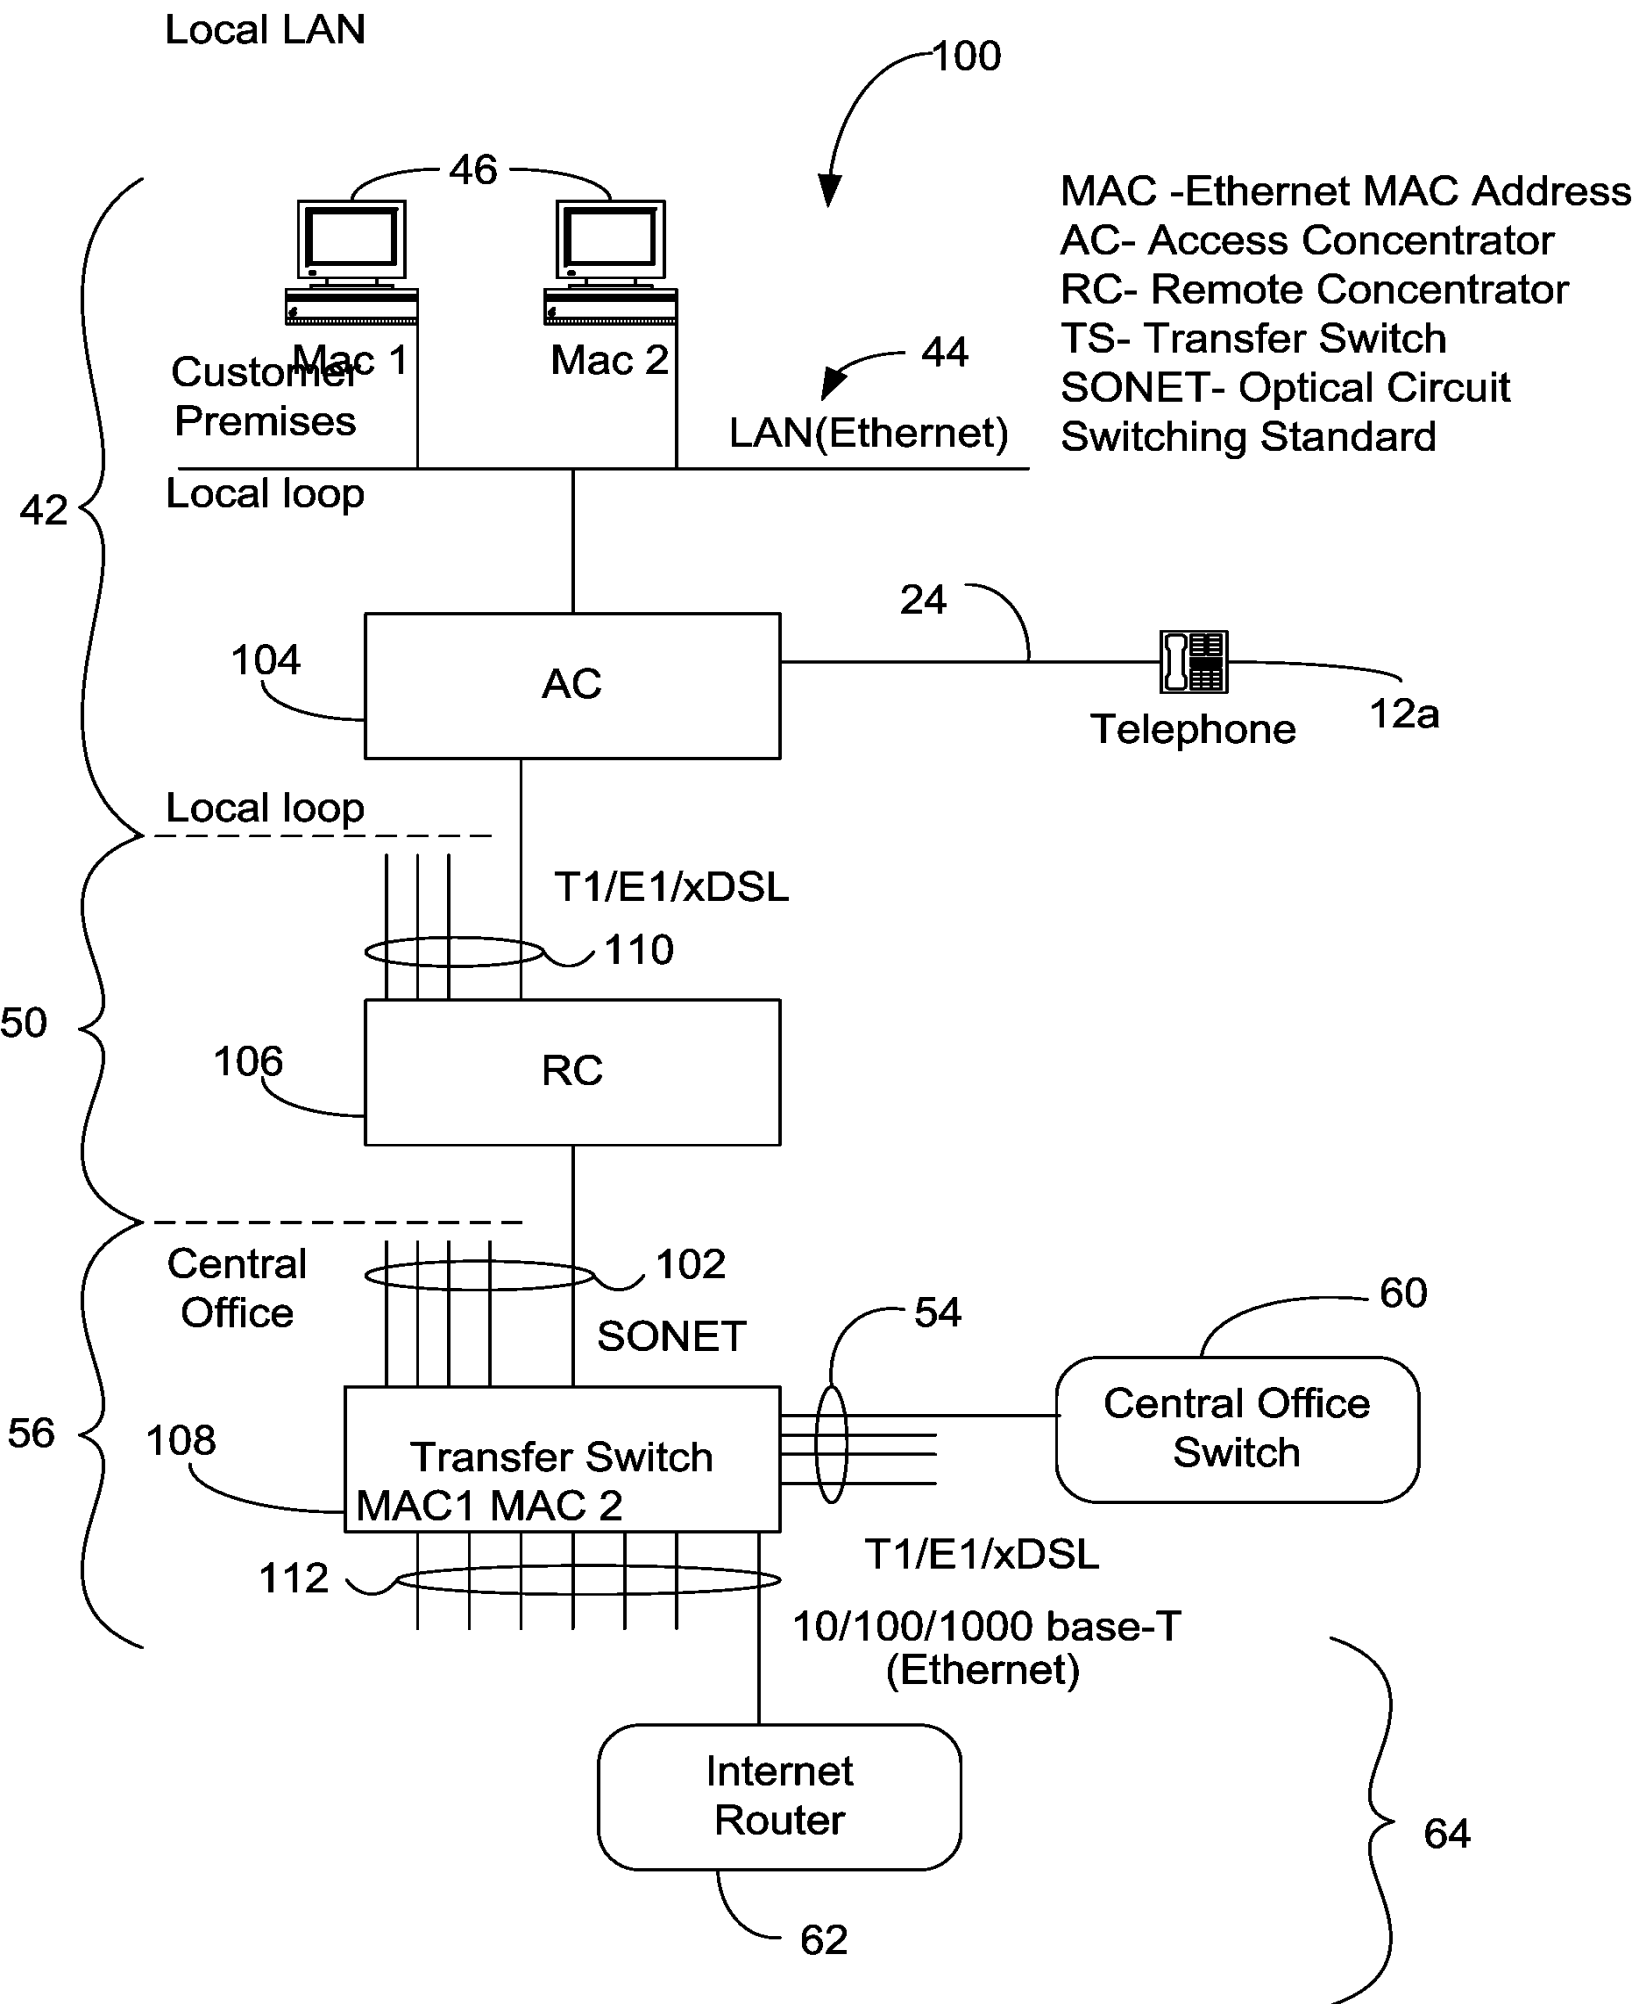 Local LAN
100
46
MAC -Ethernet MAC Address
AC- Access Concentrator
RC- Remote Concentrator
TS- Transfer Switch
SONET- Optical Circuit
Switching Standard
Mac 1
Mac 2
44
Customer
Premises
LAN(Ethernet)
Local loop
42
24
104
AC
12a
Telephone
Local loop
T1/E1/xDSL
110
50
106
RC
Central
Office
102
SONET
54
60
Central Office
Switch
56
108
Transfer Switch
MAC1 MAC 2
T1/E1/xDSL
112
10/100/1000 base-T
(Ethernet)
Internet
Router
64
62